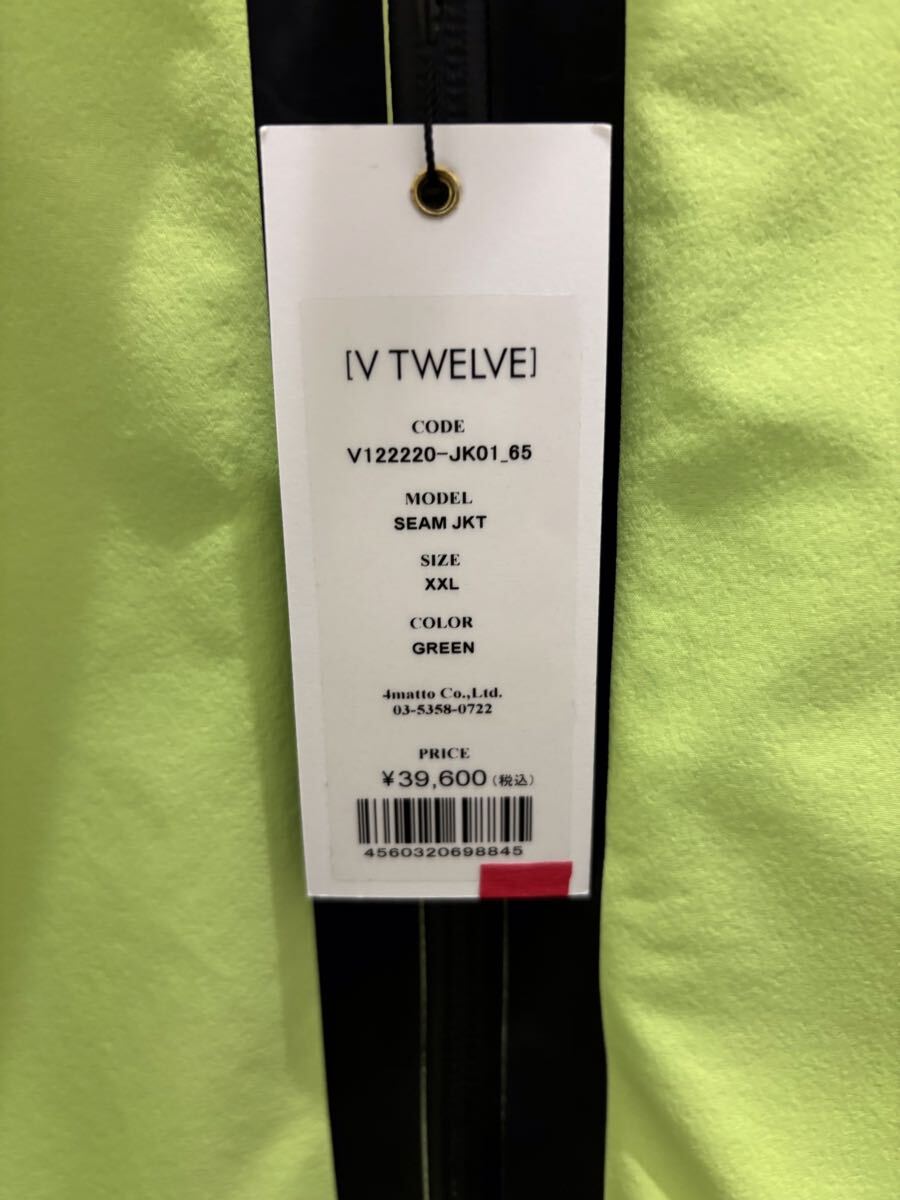 [V TWELVE]
CODE
V122220-JK01_65
MODEL
SEAM JKT
SIZE
XXL
COLOR
GREEN
4matto Co.,Ltd.
03-5358-0722
PRICE
¥39,600(税込)
4560320698845